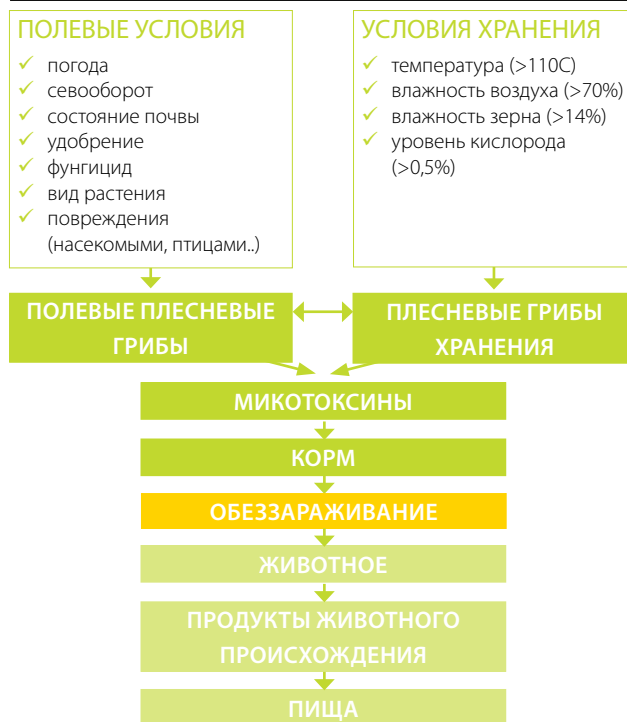 ПОЛЕВЫЕ УСЛОВИЯ
погода
севооборот
состояние почвы
удобрение
фунгицид
вид растения
повреждения
(насекомыми, птицами..)
УСЛОВИЯ ХРАНЕНИЯ
температура (>110С)
влажность воздуха (>70%)
влажность зерна (>14%)
уровень кислорода
(>0,5%)
ПОЛЕВЫЕ ПЛЕСНЕВЫЕ
ГРИБЫ
ПЛЕСНЕВЫЕ ГРИБЫ
ХРАНЕНИЯ
МИКОТОКСИНЫ
КОРМ
ОБЕЗЗАРАЖИВАНИЕ
ЖИВОТНОЕ
ПРОДУКТЫ ЖИВОТНОГО
ПРОИСХОЖДЕНИЯ
ПИЩА